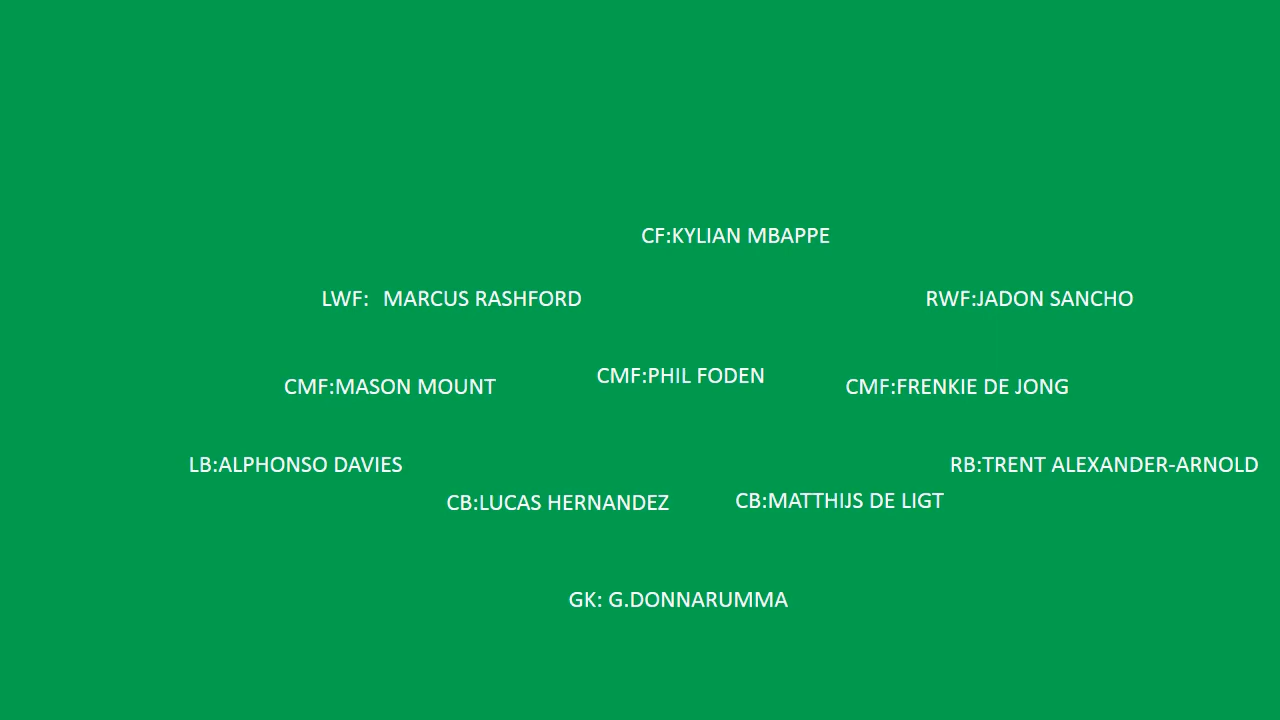 CF:KYLIAN MBAPPE
LWF: MARCUS RASHFORD
RWF:JADON SANCHO
CMF:MASON MOUNT
CMF:PHIL FODEN
CMF:FRENKIE DE JONG
LB:ALPHONSO DAVIES
RB:TRENT ALEXANDER-ARNOLD
CB:LUCAS HERNANDEZ
CB:MATTHIJS DE LIGT
GK: G.DONNARUMMA